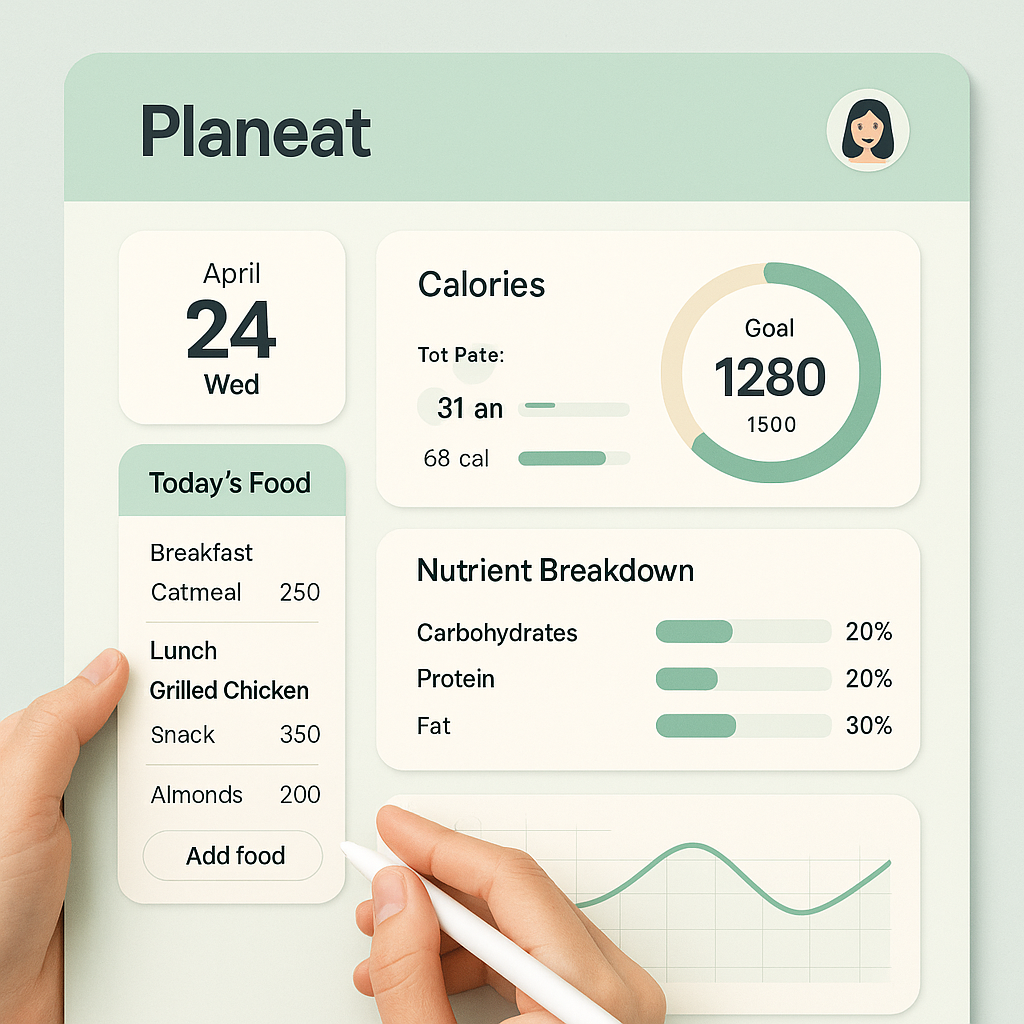 Planeat
April
24
Wed
Calories
Tot Pate:
31 an
68 cal
Goal
1280
1500
Today's Food
Breakfast
Catmeal 250
Lunch
Grilled Chicken
Snack 350
Almonds 200
Add food
Nutrient Breakdown
Carbohydrates 20%
Protein 20%
Fat 30%